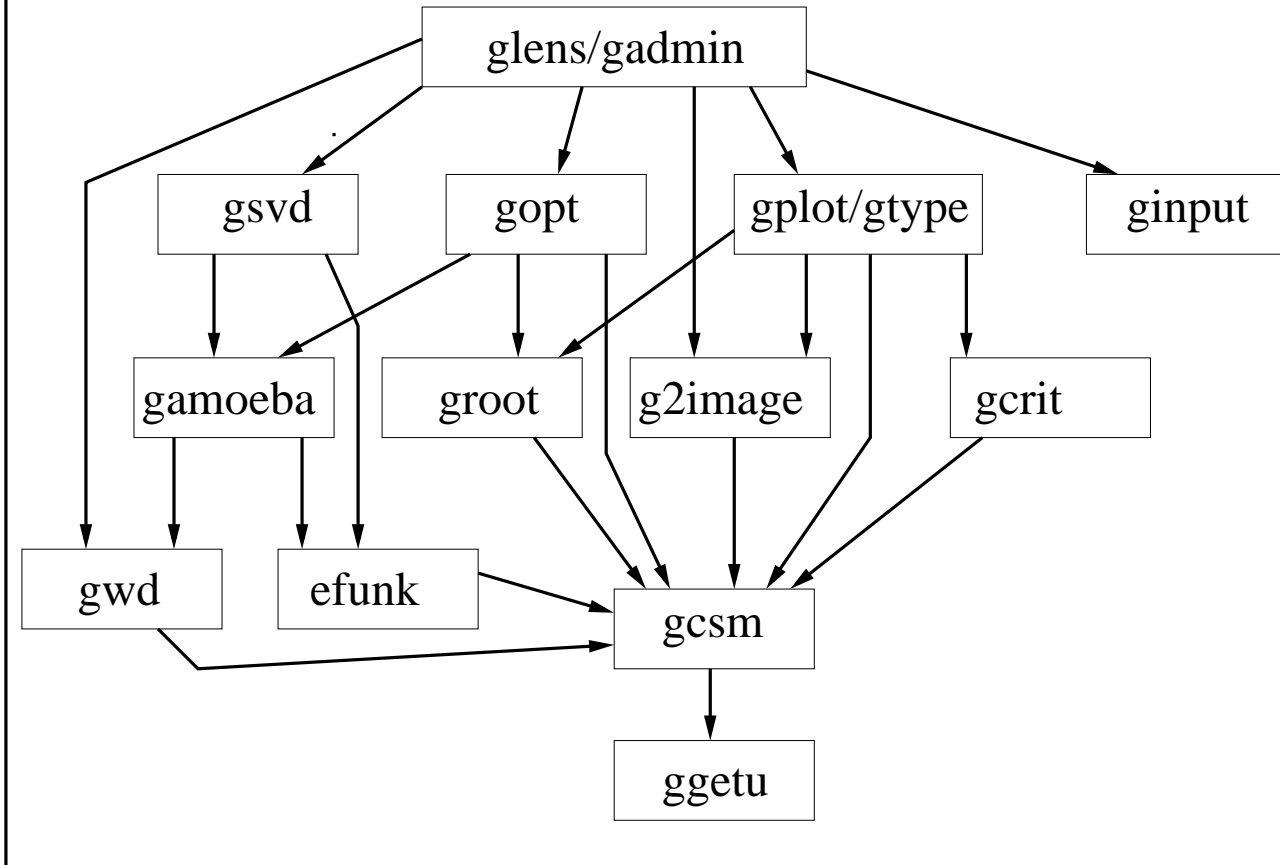 glens/gadmin
gsvd
gopt
gplot/gtype
ginput
gamoeba
groot
g2image
gcrit
gwd
efunk
gcsm
ggetu